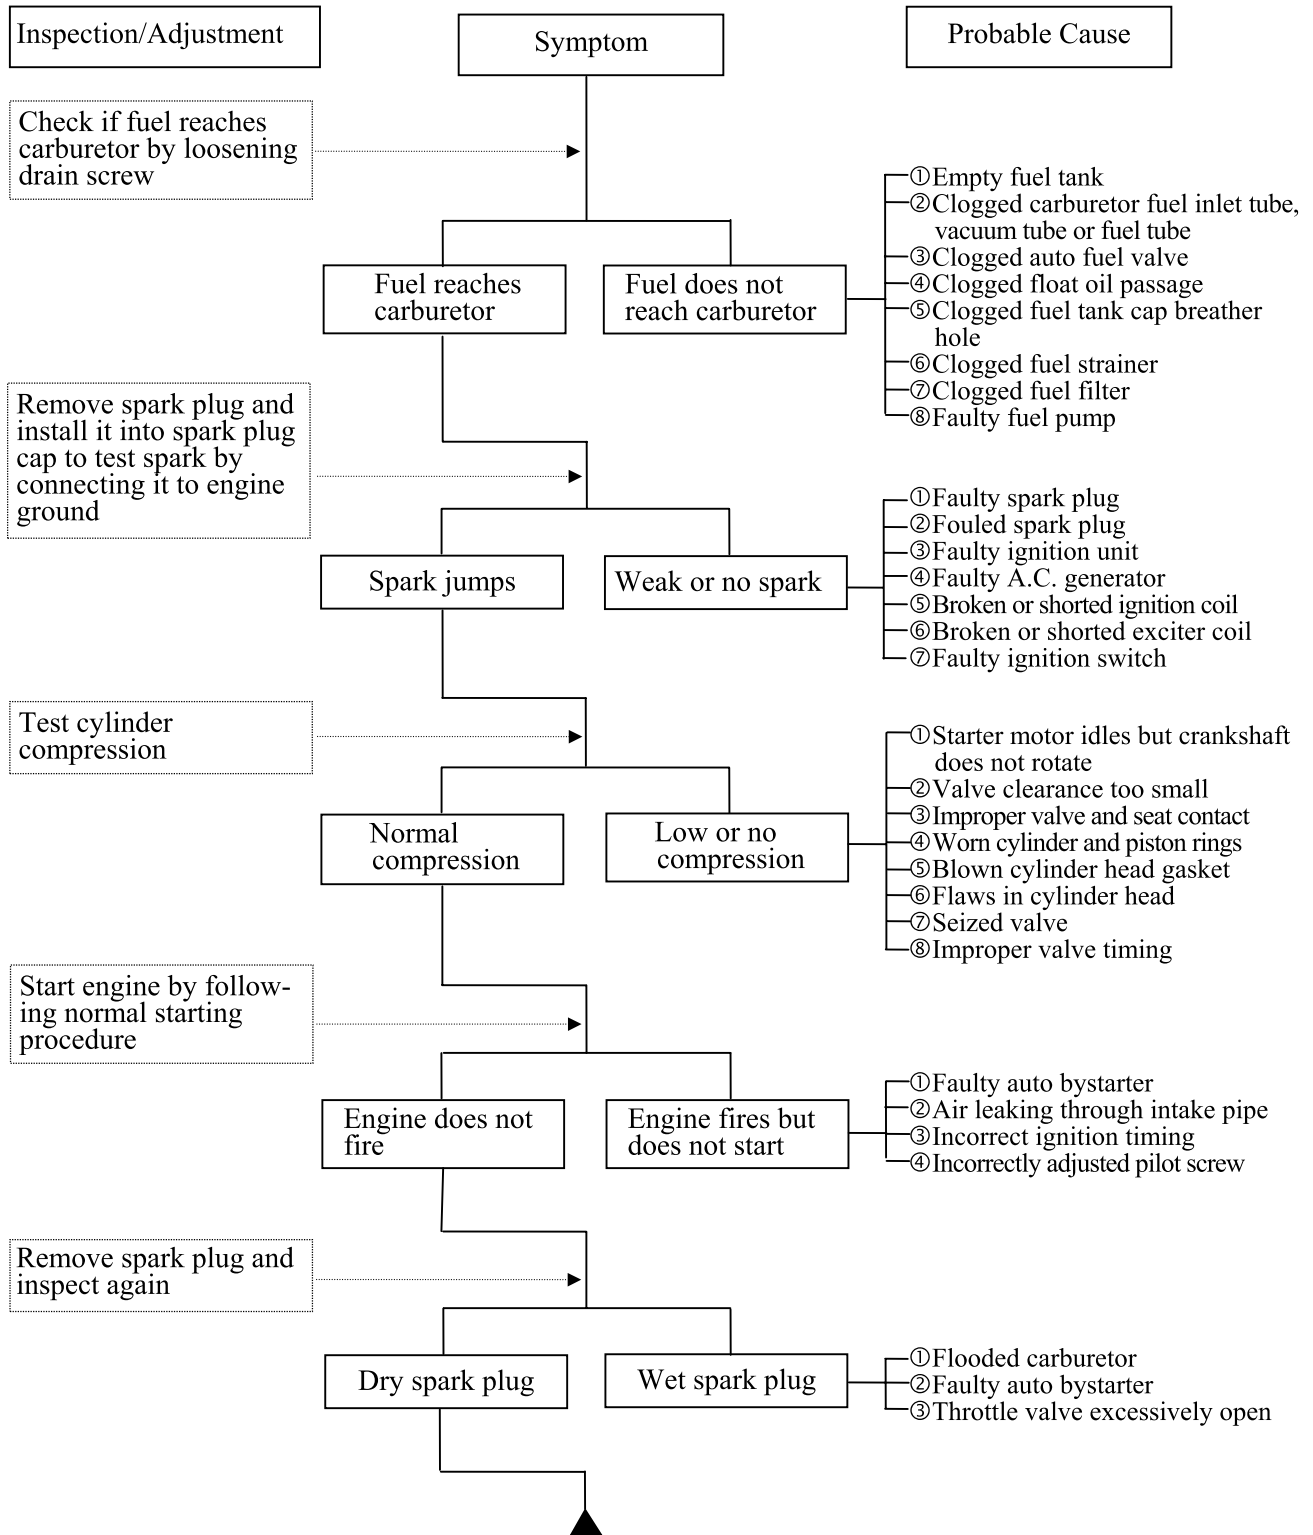 Inspection/Adjustment
Symptom
Probable Cause
Check if fuel reaches
carburetor by loosening
drain screw
①Empty fuel tank
②Clogged carburetor fuel inlet tube,
vacuum tube or fuel tube
③Clogged auto fuel valve
④Clogged float oil passage
⑤Clogged fuel tank cap breather
hole
⑥Clogged fuel strainer
⑦Clogged fuel filter
⑧Faulty fuel pump
Fuel reaches
carburetor
Fuel does not
reach carburetor
Remove spark plug and
install it into spark plug
cap to test spark by
connecting it to engine
ground
①Faulty spark plug
②Fouled spark plug
③Faulty ignition unit
④Faulty A.C. generator
⑤Broken or shorted ignition coil
⑥Broken or shorted exciter coil
⑦Faulty ignition switch
Spark jumps
Weak or no spark
Test cylinder
compression
①Starter motor idles but crankshaft
does not rotate
②Valve clearance too small
③Improper valve and seat contact
④Worn cylinder and piston rings
⑤Blown cylinder head gasket
⑥Flaws in cylinder head
⑦Seized valve
⑧Improper valve timing
Normal
compression
Low or no
compression
Start engine by follow-
ing normal starting
procedure
①Faulty auto bystarter
②Air leaking through intake pipe
③Incorrect ignition timing
④Incorrectly adjusted pilot screw
Engine does not
fire
Engine fires but
does not start
Remove spark plug and
inspect again
①Flooded carburetor
②Faulty auto bystarter
③Throttle valve excessively open
Dry spark plug
Wet spark plug